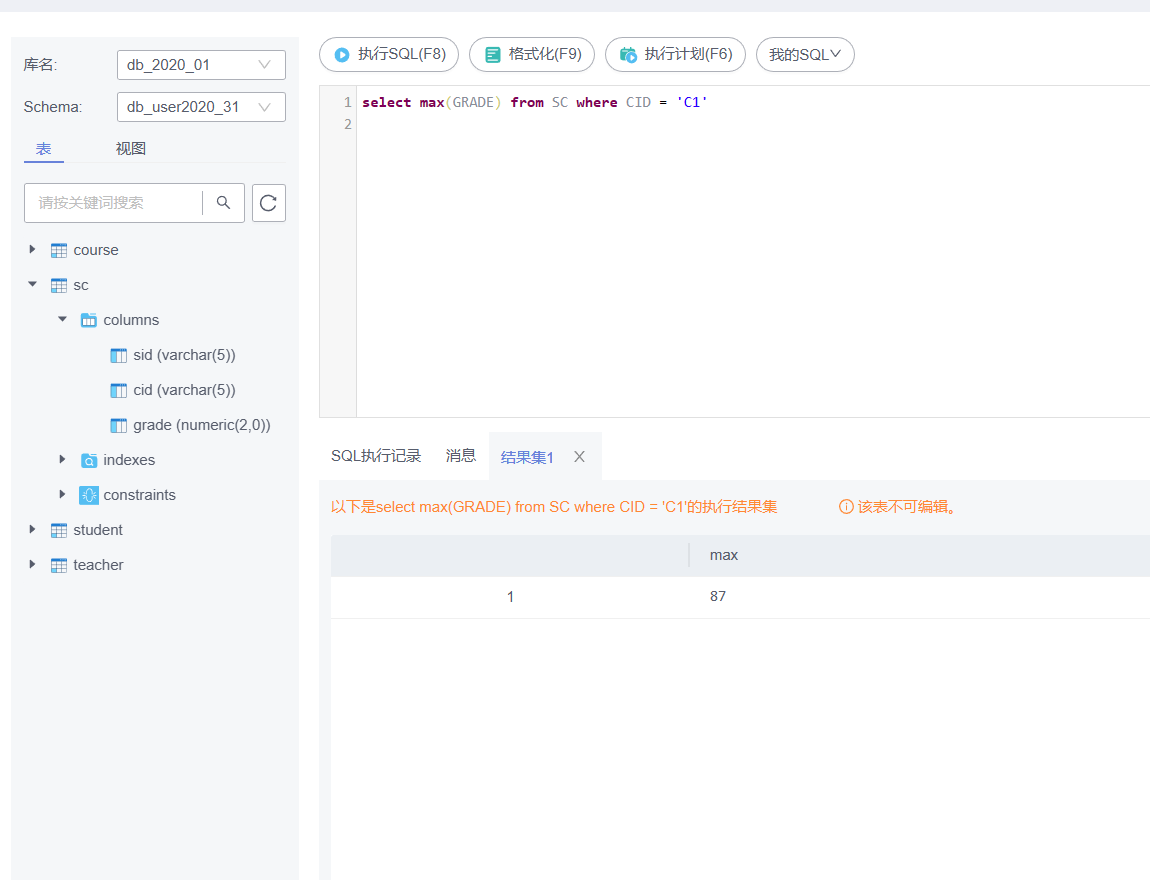 库名:
db_2020_01
Schema:
db_user2020_31
表
视图
请按关键词搜索
course
sc
columns
sid (varchar(5))
cid (varchar(5))
grade (numeric(2,0))
indexes
constraints
student
teacher
执行SQL(F8)
格式化(F9)
执行计划(F6)
我的SQL
1 select max(GRADE) from SC where CID = 'C1'
2
SQL执行记录
消息
结果集1
以下是select max(GRADE) from SC where CID = 'C1'的执行结果集
该表不可编辑。
max
1 87